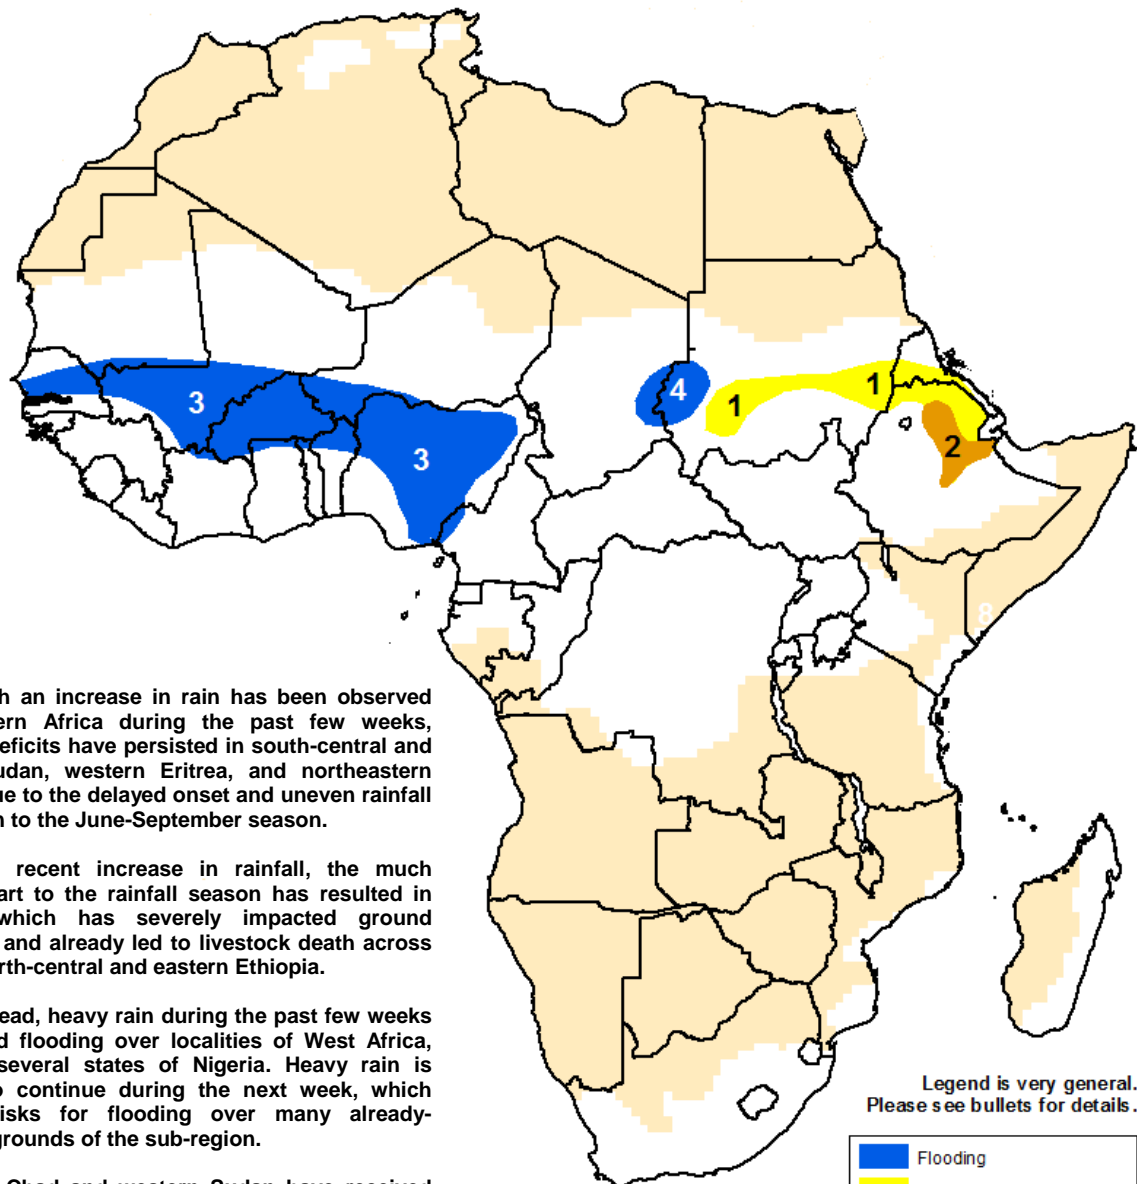 3
3
4
1
1
2
8
h an increase in rain has been observed
ern Africa during the past few weeks,
eficits have persisted in south-central and
udan, western Eritrea, and northeastern
ue to the delayed onset and uneven rainfall
n to the June-September season.
recent increase in rainfall, the much
art to the rainfall season has resulted in
which has severely impacted ground
and already led to livestock death across
rth-central and eastern Ethiopia.
ead, heavy rain during the past few weeks
d flooding over localities of West Africa,
several states of Nigeria. Heavy rain is
o continue during the next week, which
isks for flooding over many already-
grounds of the sub-region.
Chad and western Sudan have received
Legend is very general.
Please see bullets for details.
Flooding